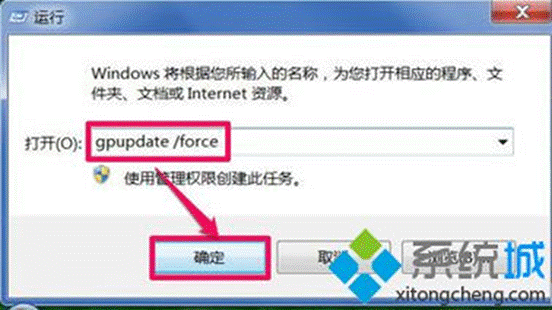 运行
Windows 将根据您所输入的名称，为您打开相应的程序、文
件夹、文档或 Internet 资源。
打开(O):
gpupdate /force
使用管理权限创建此任务。
确定
取消
系统城
xitongcheng.com